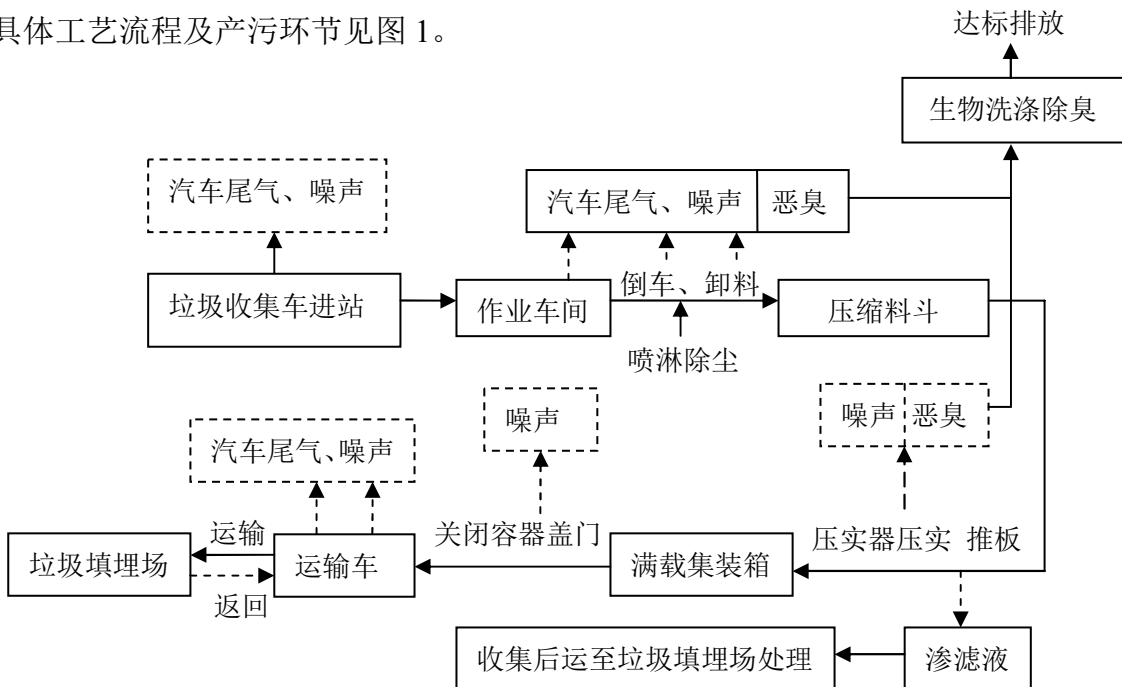 具体工艺流程及产污环节见图 1。
达标排放
生物洗涤除臭
汽车尾气、噪声
汽车尾气、噪声 恶臭
垃圾收集车进站
作业车间
倒车、卸料
压缩料斗
喷淋除尘
噪声
噪声 恶臭
汽车尾气、噪声
运输
关闭容器盖门
压实器压实 推板
垃圾填埋场
运输车
满载集装箱
返回
收集后运至垃圾填埋场处理
渗滤液